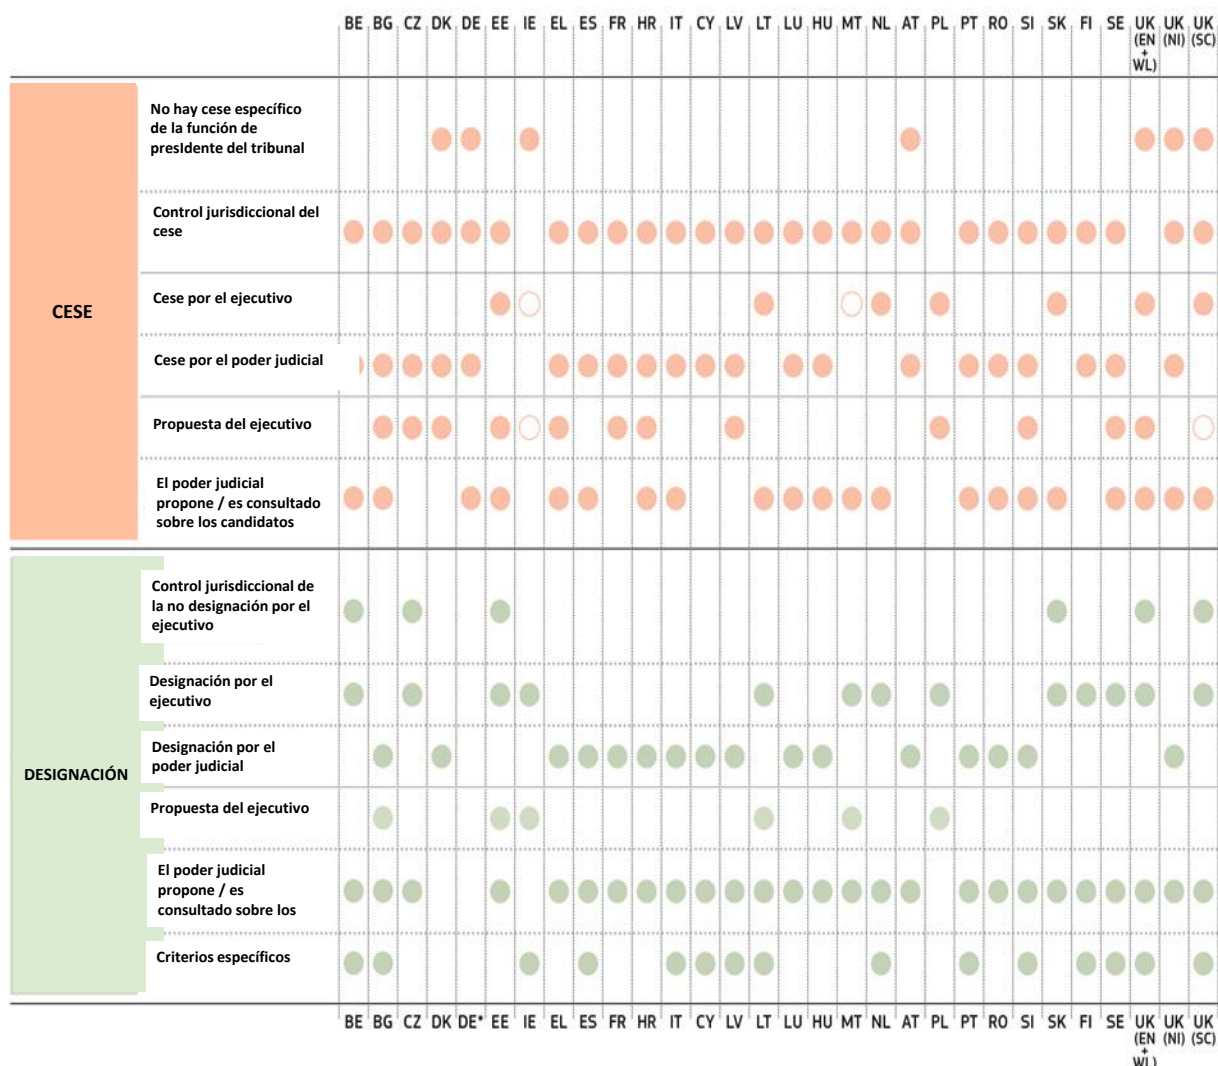 BE BG CZ DK DE EE IE EL ES FR HR IT CY LV LT LU HU MT NL AT PL PT RO SI SK FI SE UK UK UK
(EN (NI) (SC)
+
WL)
No hay cese específico
de la función de
presIdente del tribunal
Control jurisdiccional del
cese
Cese por el ejecutivo
CESE
Cese por el poder judicial
Propuesta del ejecutivo
El poder judicial
propone / es consultado
sobre los candidatos
Control jurisdiccional de
la no designación por el
ejecutivo
Designación por el
ejecutivo
Designación por el
poder judicial
DESIGNACIÓN
Propuesta del ejecutivo
El poder judicial
propone / es
consultado sobre los
Criterios específicos
BE BG CZ DK DE* EE IE EL ES FR HR IT CY LV LT LU HU MT NL AT PL PT RO SI SK FI SE UK UK UK
(EN (NI) (SC)
+
WL)